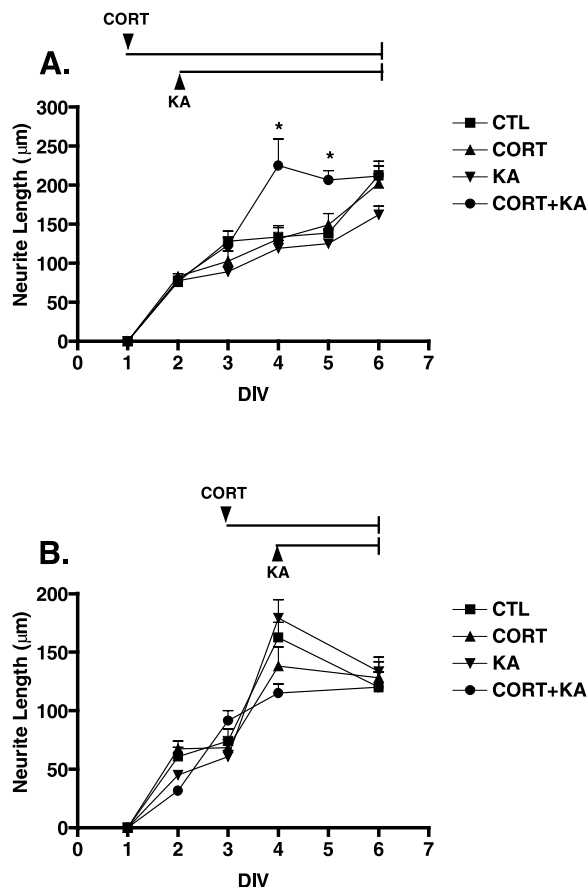 CORT
A.
KA
Neurite Length (μm)
300
250
200
150
100
50
0
* *
0 1 2 3 4 5 6 7
DIV
CTL
CORT
KA
CORT+KA
CORT
B.
KA
Neurite Length (μm)
200
150
100
50
0
0 1 2 3 4 5 6 7
DIV
CTL
CORT
KA
CORT+KA